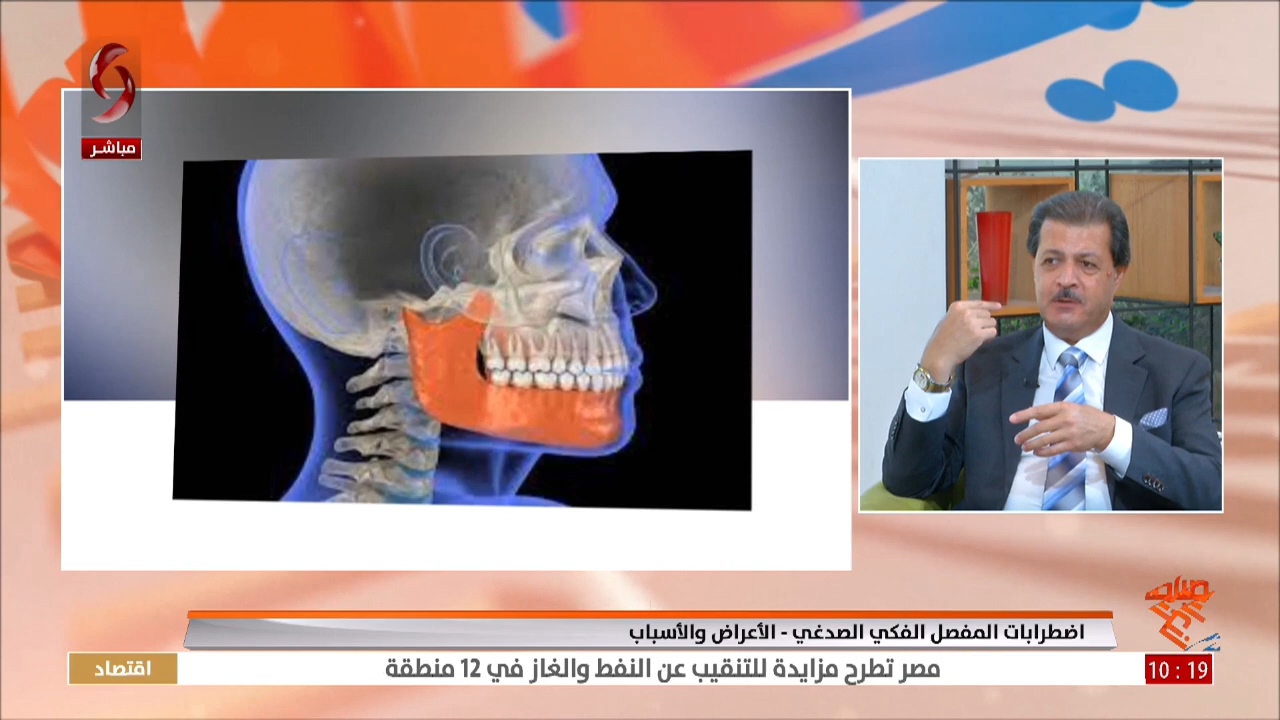 مباشر
اضطرابات المفصل الفكي الصدغي - الأعراض والأسباب
مصر تطرح مزايدة للتنقيب عن النفط والغاز في 12 منطقة
اقتصاد
10 : 19